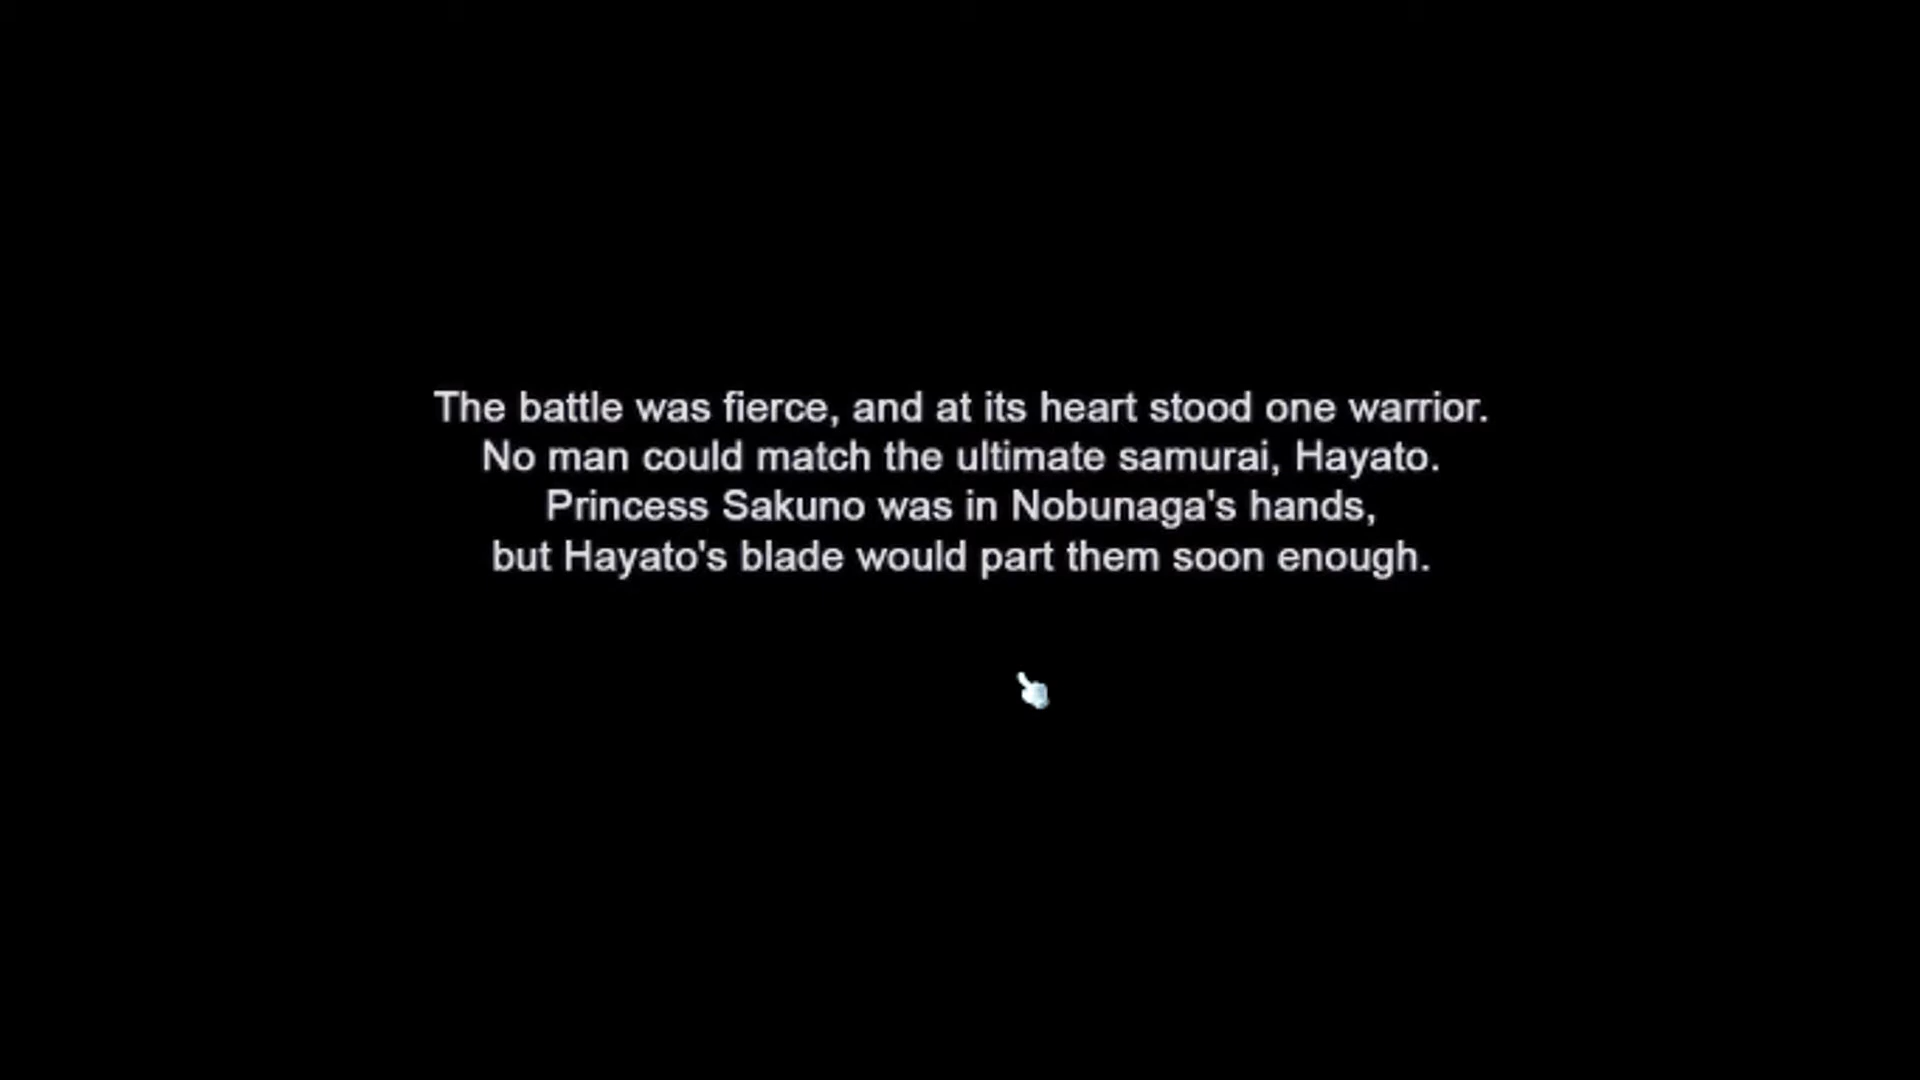 The battle was fierce, and at its heart stood one warrior.
No man could match the ultimate samurai, Hayato.
Princess Sakuno was in Nobunaga's hands,
but Hayato's blade would part them soon enough.